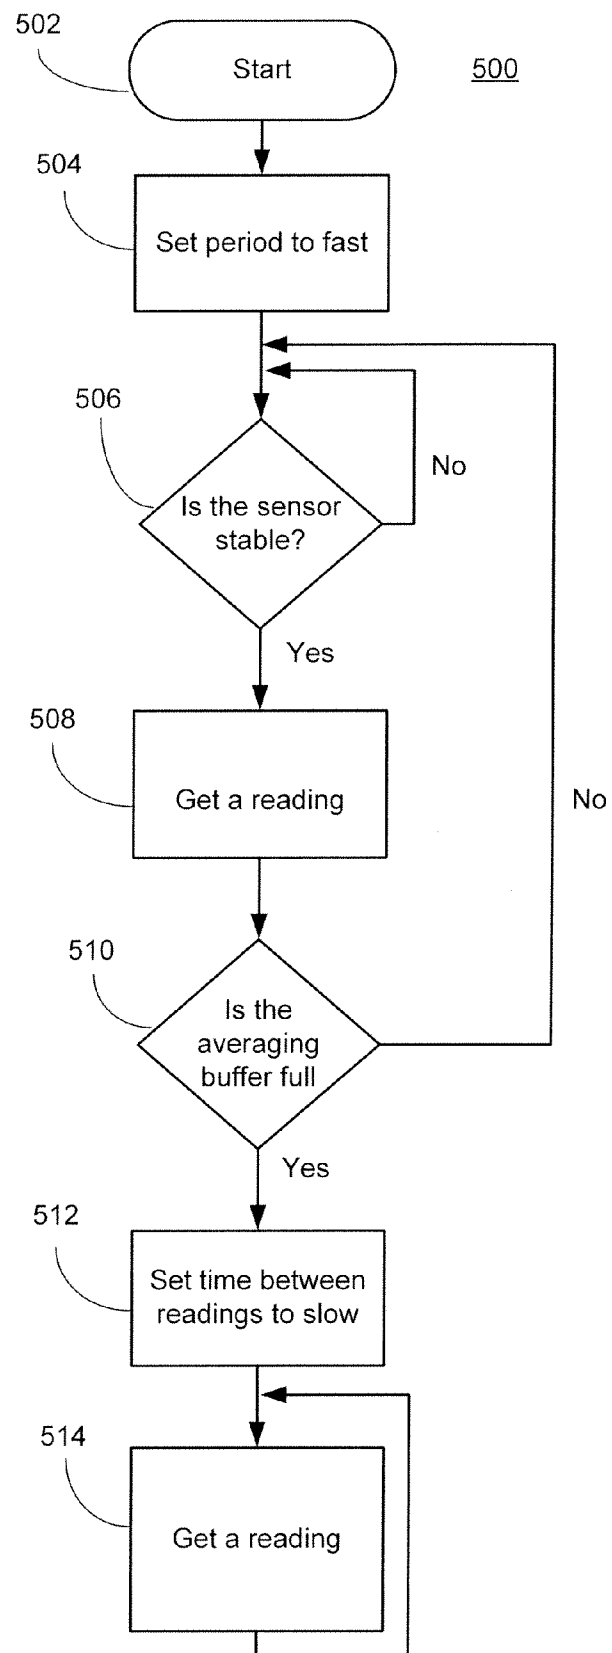 502
Start
500
504
Set period to fast
506
No
Is the sensor
stable?
Yes
508
Get a reading
No
510
Is the
averaging
buffer full
Yes
512
Set time between
readings to slow
514
Get a reading